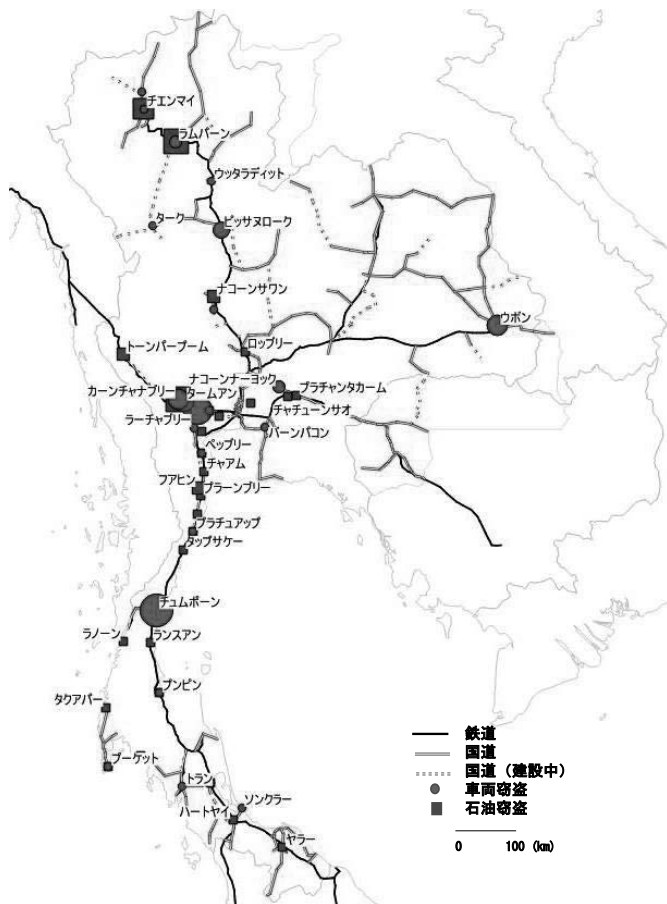 チエンマイ
ラムパーン
ウッタラディット
ターク
ピッサヌローク
ナコーンサワン
ウボン
トーンパープーム
ロッブリー
ナコーンナーヨック
プラチャンタカーム
カーンチャナブリー
タームアン
チャチューンサオ
ラーチャブリー
バーンパコン
ペップリー
チャアム
フアヒン
プラーンブリー
プラチュアップ
タップサケー
チュムポーン
ラノーン
ランスアン
タクアパー
プンピン
プーケット
トラン
ソンクラー
ハートヤイ
ヤラー
鉄道
国道
国道（建設中）
車両窃盗
石油窃盗
0 100 (km)